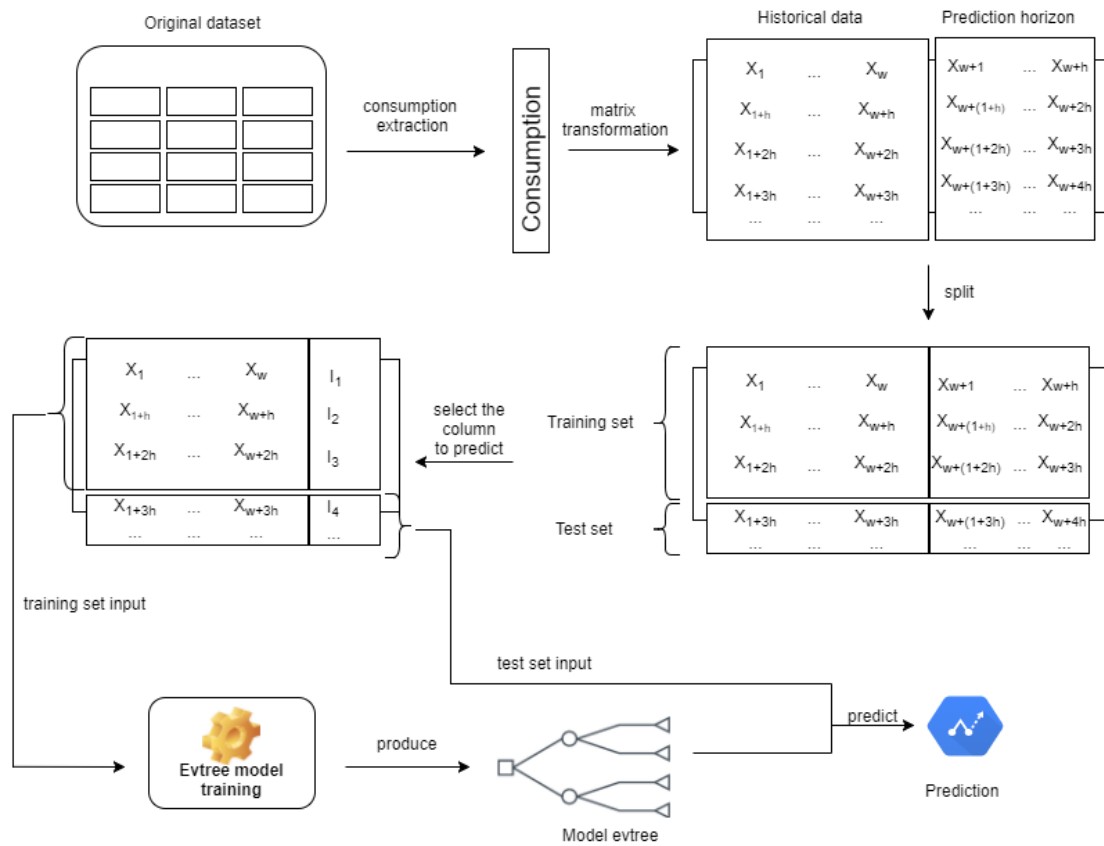 Original dataset
consumption
extraction
Consumption
matrix
transformation
Historical data
Prediction horizon
X1 ... Xw Xw+1 ... Xw+h
X1+h ... Xw+h Xw+(1+h) ... Xw+2h
X1+2h ... Xw+2h Xw+(1+2h) ... Xw+3h
X1+3h ... Xw+3h Xw+(1+3h) ... Xw+4h
... ... ... ... ... ...
split
Training set
X1 ... Xw Xw+1 ... Xw+h
X1+h ... Xw+h Xw+(1+h) ... Xw+2h
X1+2h ... Xw+2h Xw+(1+2h) ... Xw+3h
Test set
X1+3h ... Xw+3h Xw+(1+3h) ... Xw+4h
... ... ... ... ... ...
select the
column
to predict
X1 ... Xw I1
X1+h ... Xw+h I2
X1+2h ... Xw+2h I3
X1+3h ... Xw+3h I4
... ... ... ...
training set input
test set input
Evtree model
training
produce
Model evtree
predict
Prediction